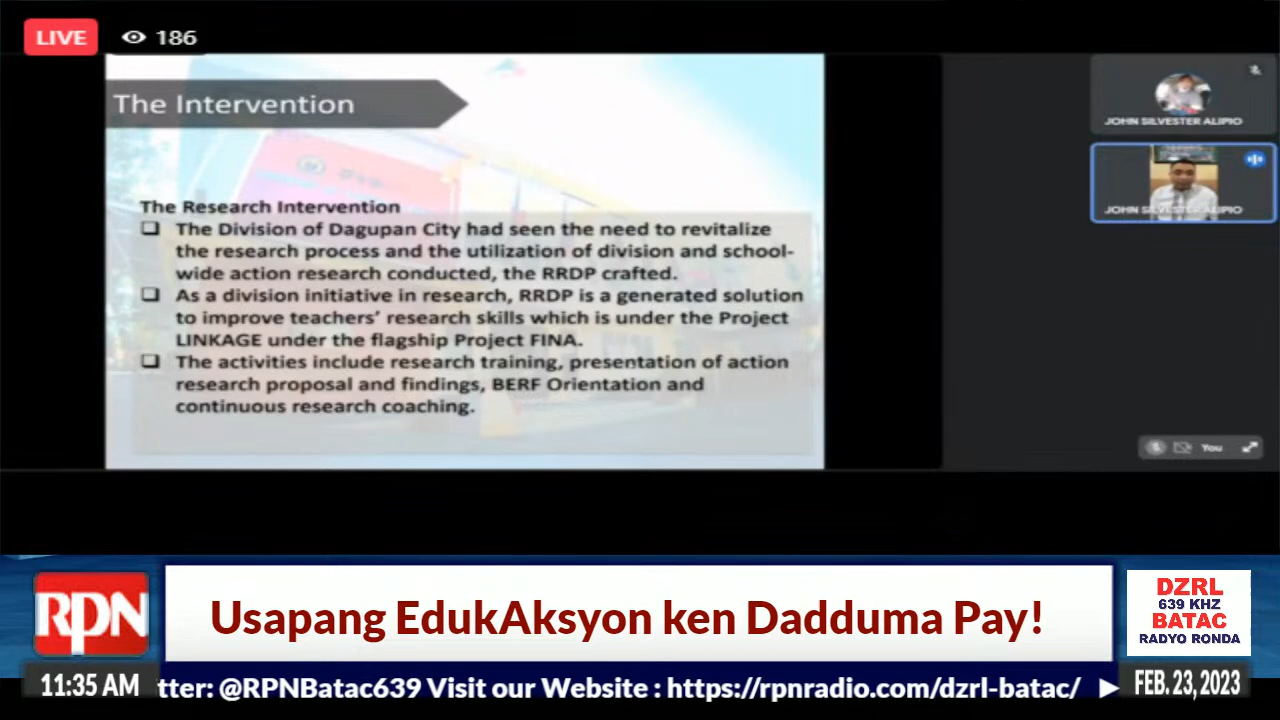 LIVE 186
The Intervention
The Research Intervention
The Division of Dagupan City had seen the need to revitalize
the research process and the utilization of division and school-
wide action research conducted, the RRDP crafted.
As a division initiative in research, RRDP is a generated solution
to improve teachers' research skills which is under the Project
LINKAGE under the flagship Project FINA.
The activities include research training, presentation of action
research proposal and findings, BERF Orientation and
continuous research coaching.
JOHN SILVESTER ALIPIO
JOHN SILVESTER ALIPIO
You
RPN
Usapang EdukAksyon ken Dadduma Pay!
DZRL
639 KHZ
BATAC
RADYO RONDA
11:35 AM
tter: @RPNBatac639 Visit our Website : https://rpnradio.com/dzrl-batac/
FEB. 23, 2023